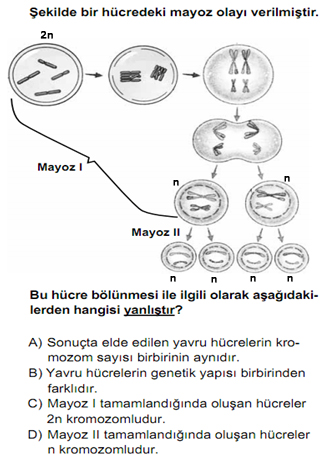 Şekilde bir hücredeki mayoz olayı verilmiştir.
2n
Mayoz I
n
n
Mayoz II
n
n
n
n
Bu hücre bölünmesi ile ilgili olarak aşağıdaki-
lerden hangisi yanlıştır?
A) Sonuçta elde edilen yavru hücrelerin kro-
mozom sayısı birbirinin aynıdır.
B) Yavru hücrelerin genetik yapısı birbirinden
farklıdır.
C) Mayoz I tamamlandığında oluşan hücreler
2n kromozomludur.
D) Mayoz II tamamlandığında oluşan hücreler
n kromozomludur.